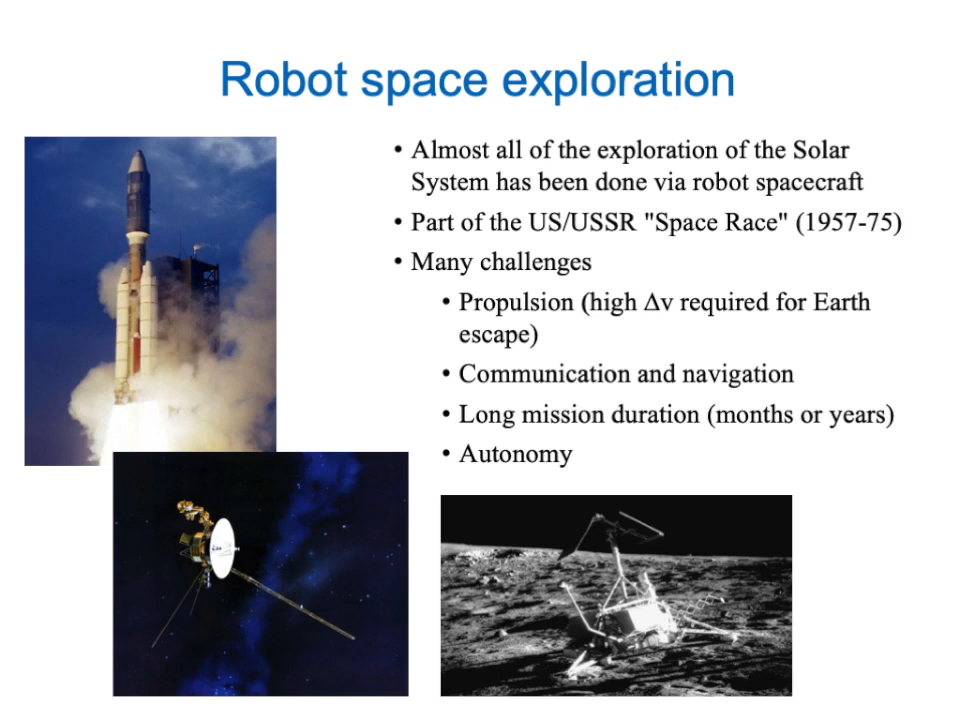 Robot space exploration
• Almost all of the exploration of the Solar
System has been done via robot spacecraft
• Part of the US/USSR "Space Race" (1957-75)
• Many challenges
• Propulsion (high Δv required for Earth
escape)
• Communication and navigation
• Long mission duration (months or years)
• Autonomy